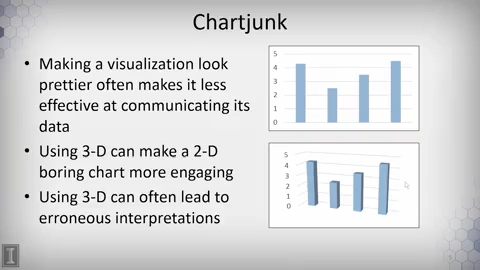 Chartjunk
• Making a visualization look
prettier often makes it less
effective at communicating its
data
• Using 3-D can make a 2-D
boring chart more engaging
• Using 3-D can often lead to
erroneous interpretations
5
4
3
2
1
0
5
4
3
2
1
0
I